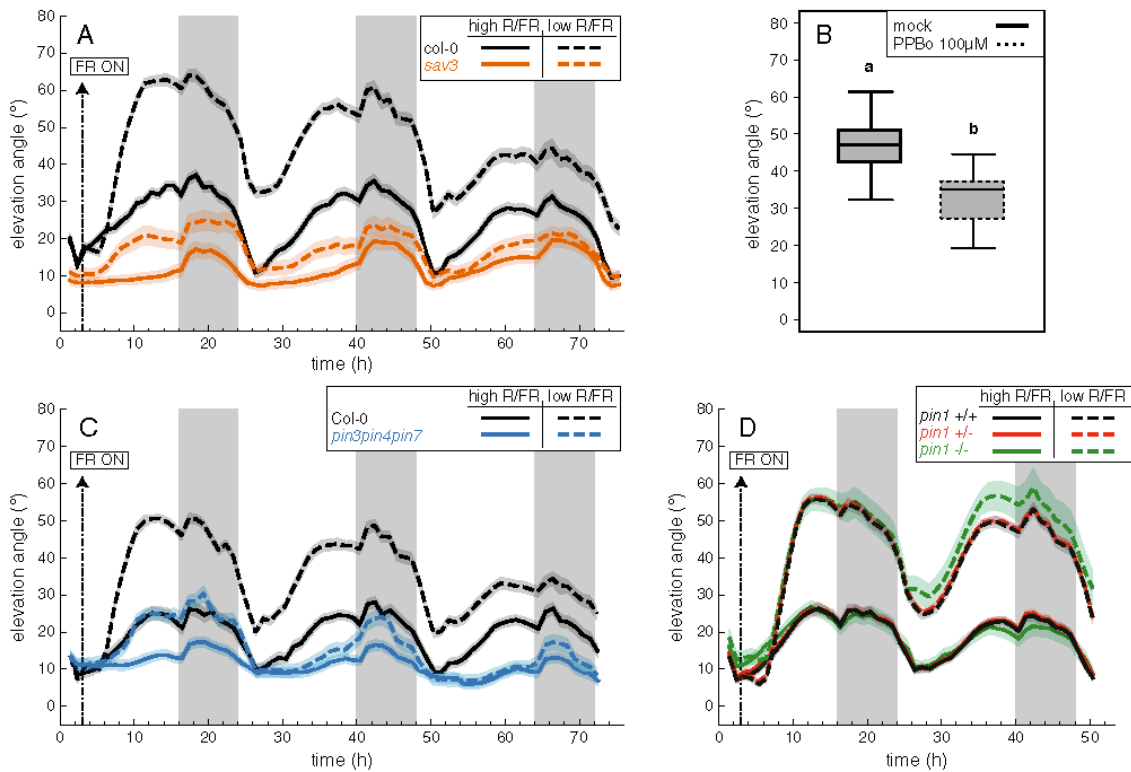 A
high R/FR low R/FR
col-0
sav3
FR ON
80
70
60
50
40
30
20
10
0
elevation angle (°)
0 10 20 30 40 50 60 70
time (h)
B
mock
PPBo 100µM
a
b
80
70
60
50
40
30
20
10
0
elevation angle (°)
C
high R/FR low R/FR
Col-0
pin3pin4pin7
FR ON
80
70
60
50
40
30
20
10
0
elevation angle (°)
0 10 20 30 40 50 60 70
time (h)
D
high R/FR low R/FR
pin1 +/+
pin1 +/-
pin1 -/-
FR ON
80
70
60
50
40
30
20
10
0
elevation angle (°)
0 10 20 30 40 50
time (h)